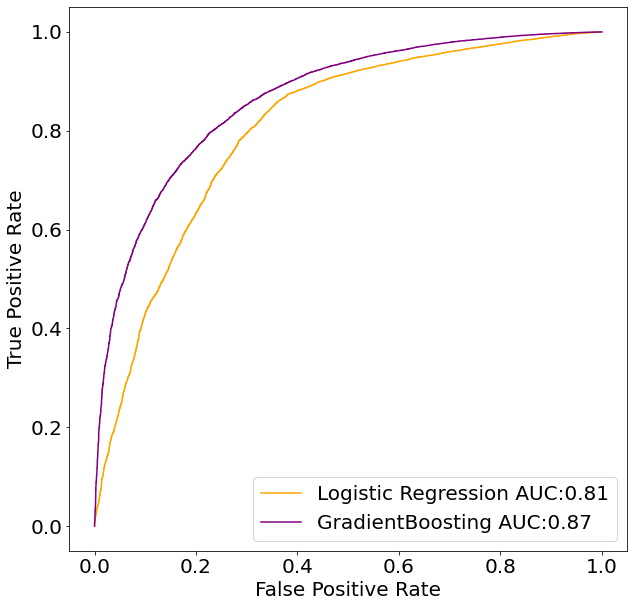 1.0
0.8
0.6
0.4
0.2
0.0
True Positive Rate
Logistic Regression AUC:0.81
GradientBoosting AUC:0.87
0.0 0.2 0.4 0.6 0.8 1.0
False Positive Rate